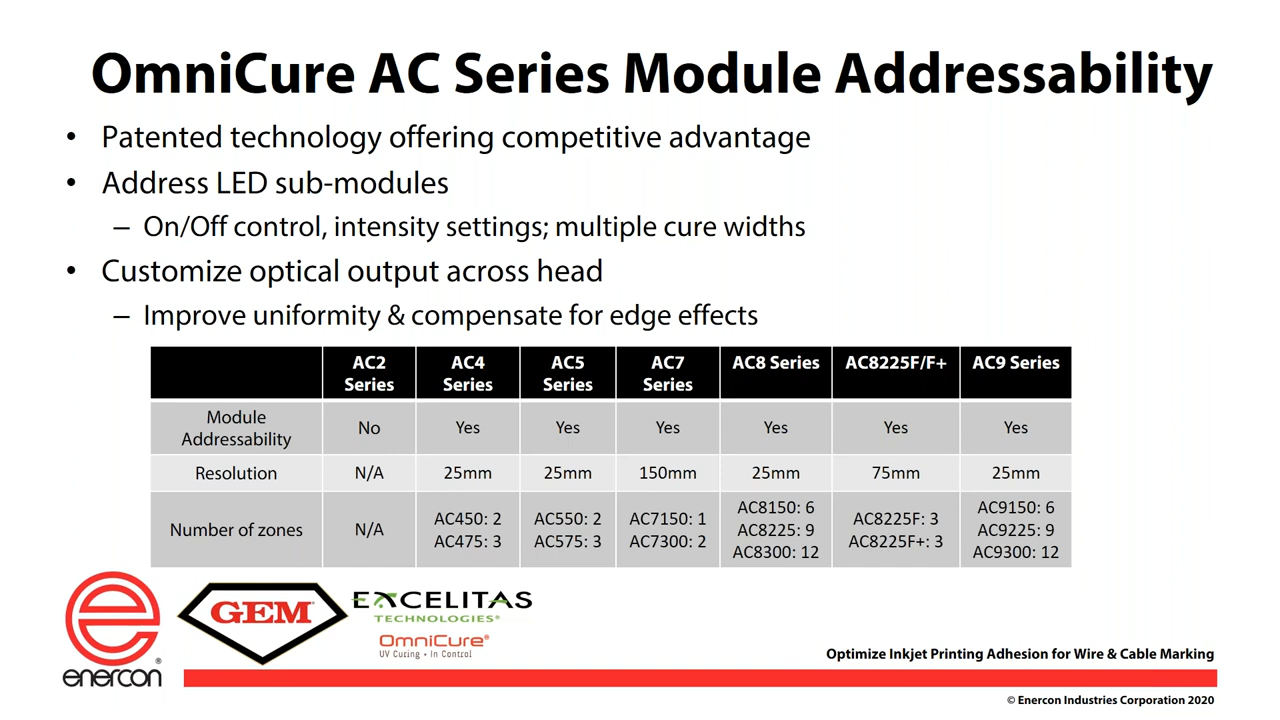 OmniCure AC Series Module Addressability
• Patented technology offering competitive advantage
• Address LED sub-modules
– On/Off control, intensity settings; multiple cure widths
• Customize optical output across head
– Improve uniformity & compensate for edge effects
AC2 Series AC4 Series AC5 Series AC7 Series AC8 Series AC8225F/F+ AC9 Series
Module Addressability No Yes Yes Yes Yes Yes Yes
Resolution N/A 25mm 25mm 150mm 25mm 75mm 25mm
Number of zones N/A AC450: 2 AC475: 3 AC550: 2 AC575: 3 AC7150: 1 AC7300: 2 AC8150: 6 AC8225: 9 AC8300: 12 AC8225F: 3 AC8225F+: 3 AC9150: 6 AC9225: 9 AC9300: 12
enercon®
GEM®
EXCELITAS
TECHNOLOGIES®
OmniCure®
UV Curing • In Control
Optimize Inkjet Printing Adhesion for Wire & Cable Marking
© Enercon Industries Corporation 2020